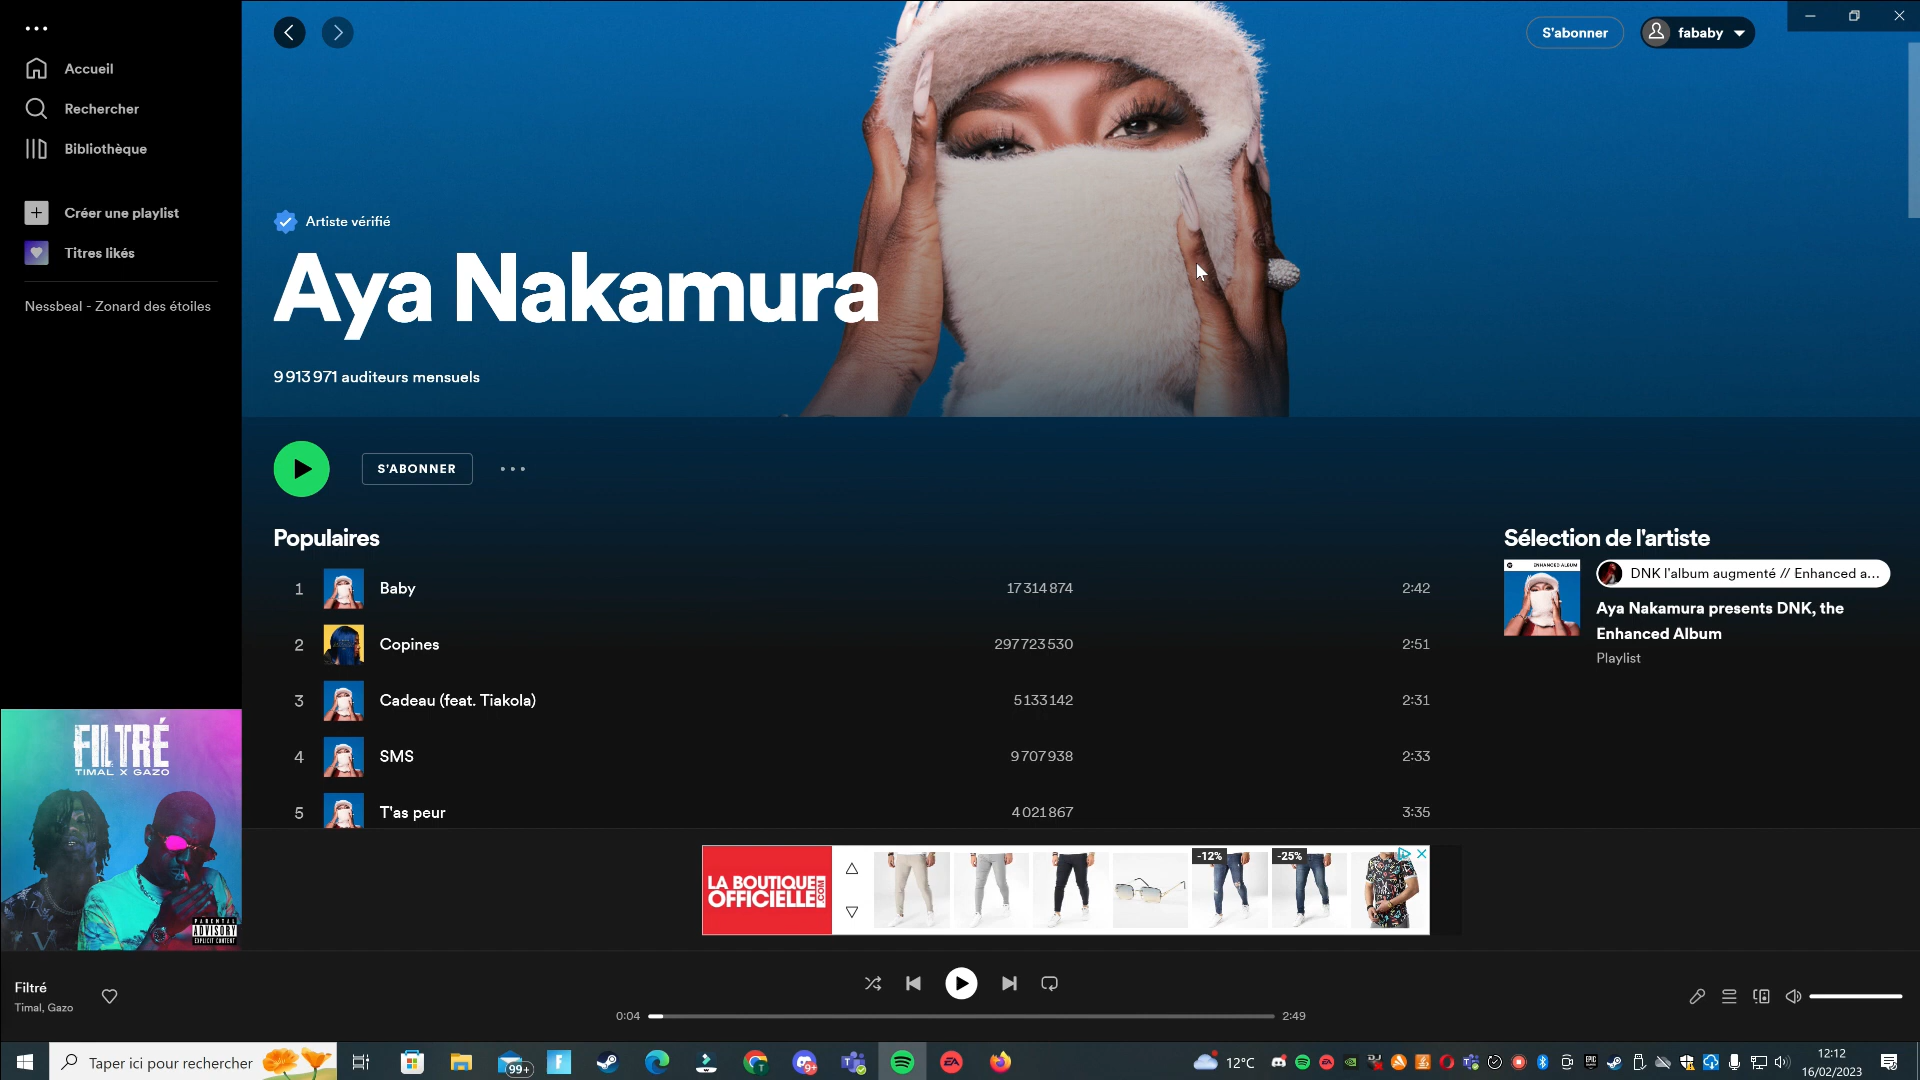 Accueil
Rechercher
Bibliothèque
Créer une playlist
Titres likés
Nessbeal - Zonard des étoiles
S'abonner
fababy
Artiste vérifié
Aya Nakamura
9 913 971 auditeurs mensuels
S'ABONNER
Populaires
1 Baby 17 314 874 2:42
2 Copines 297 723 530 2:51
3 Cadeau (feat. Tiakola) 5 133 142 2:31
4 SMS 9 707 938 2:33
5 T'as peur 4 021 867 3:35
Sélection de l'artiste
ENHANCED ALBUM
DNK l'album augmenté // Enhanced a...
Aya Nakamura presents DNK, the
Enhanced Album
Playlist
FILTRÉ
TIMAL X GAZO
PARENTAL
ADVISORY
EXPLICIT CONTENT
LA BOUTIQUE
OFFICIELLE
.COM
-12%
-25%
Filtré
Timal, Gazo
0:04
2:49
Taper ici pour rechercher
99+
9+
12°C
12:12
16/02/2023